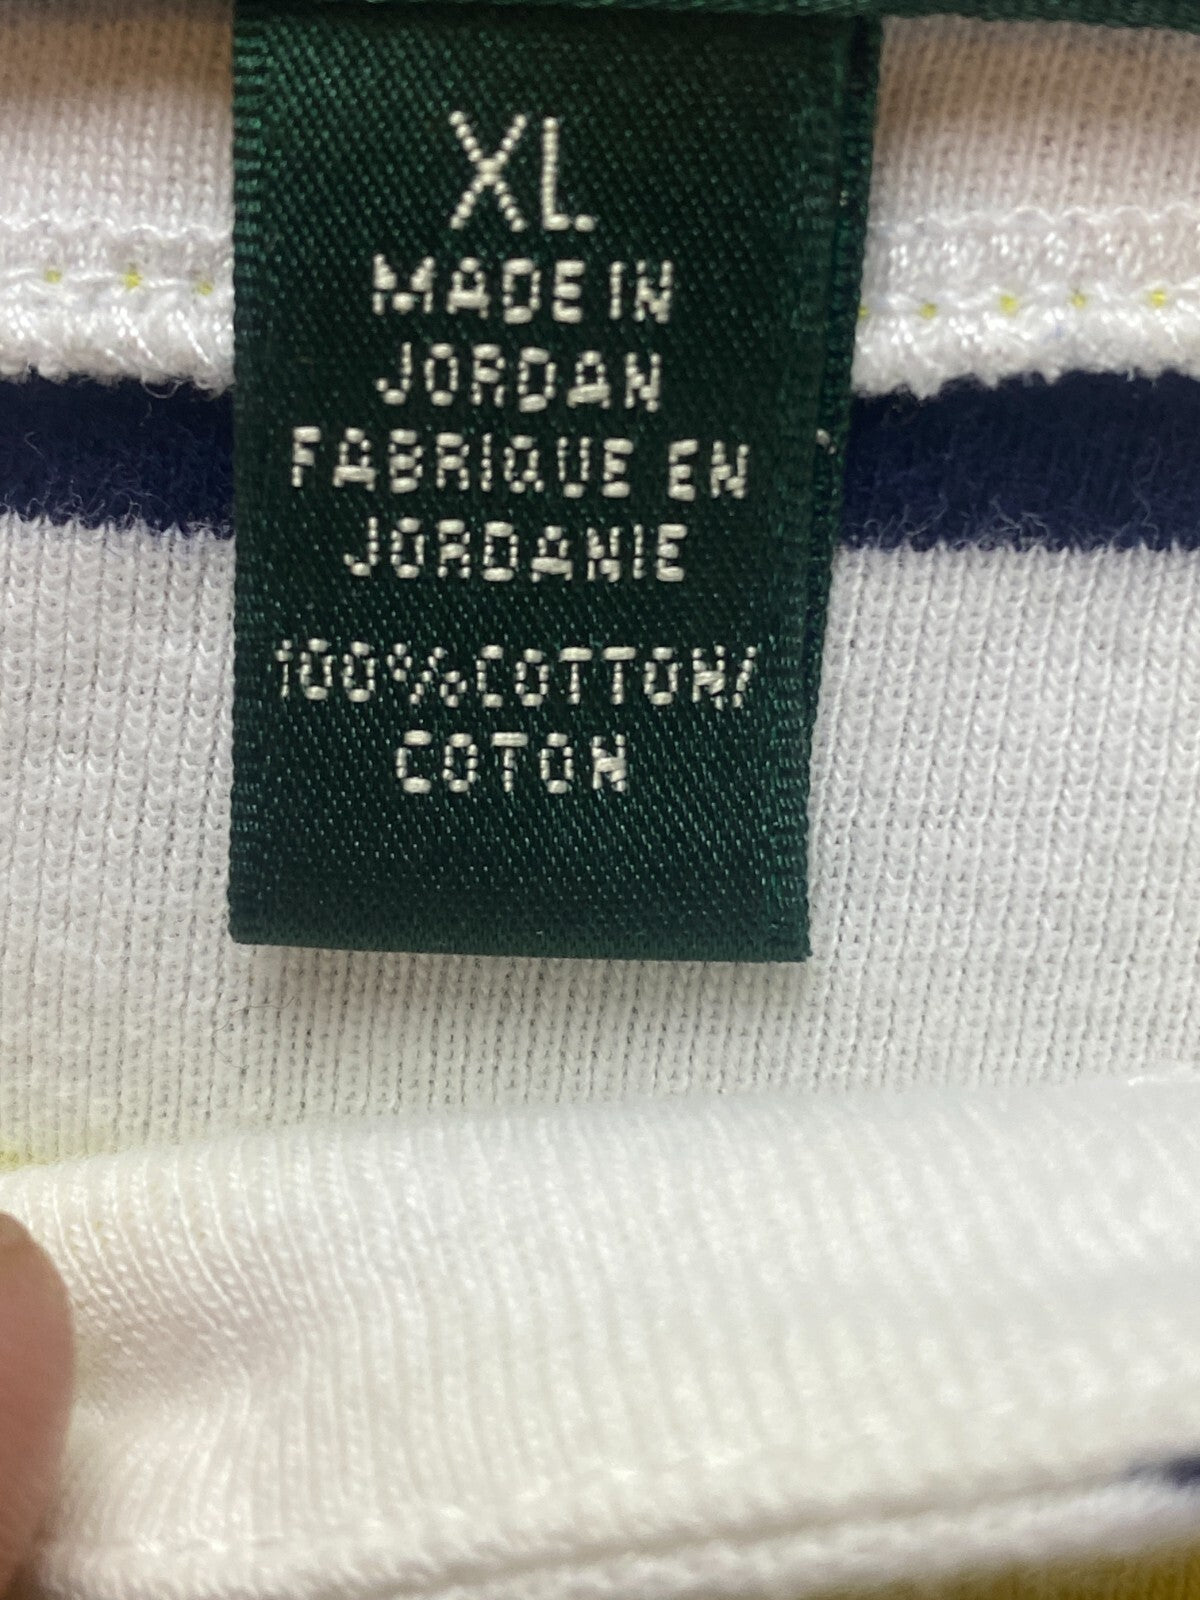 XL
MADE IN
JORDAN
FABRIQUE EN
JORDANIE
100%COTTON/
COTON